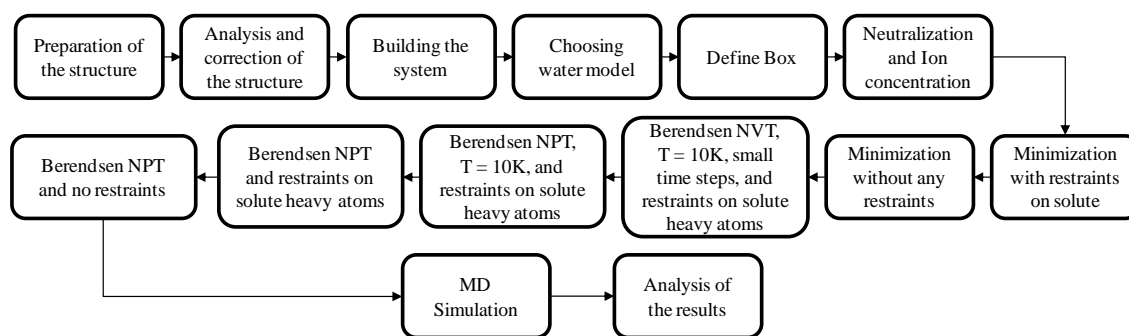 Preparation of
the structure
Analysis and
correction of
the structure
Building the
system
Choosing
water model
Define Box
Neutralization
and Ion
concentration
Minimization
with restraints
on solute
Minimization
without any
restraints
Berendsen NVT,
T = 10K, small
time steps, and
restraints on solute
heavy atoms
Berendsen NPT,
T = 10K, and
restraints on solute
heavy atoms
Berendsen NPT
and restraints on
solute heavy atoms
Berendsen NPT
and no restraints
MD
Simulation
Analysis of
the results